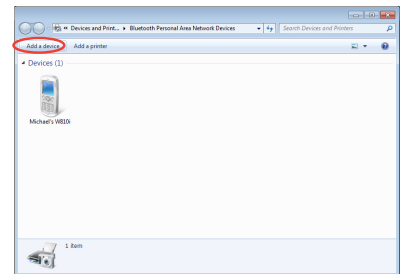 « Devices and Print... ▸ Bluetooth Personal Area Network Devices
Search Devices and Printers
Add a device Add a printer
Devices (1)
Michael's W810i
1 item